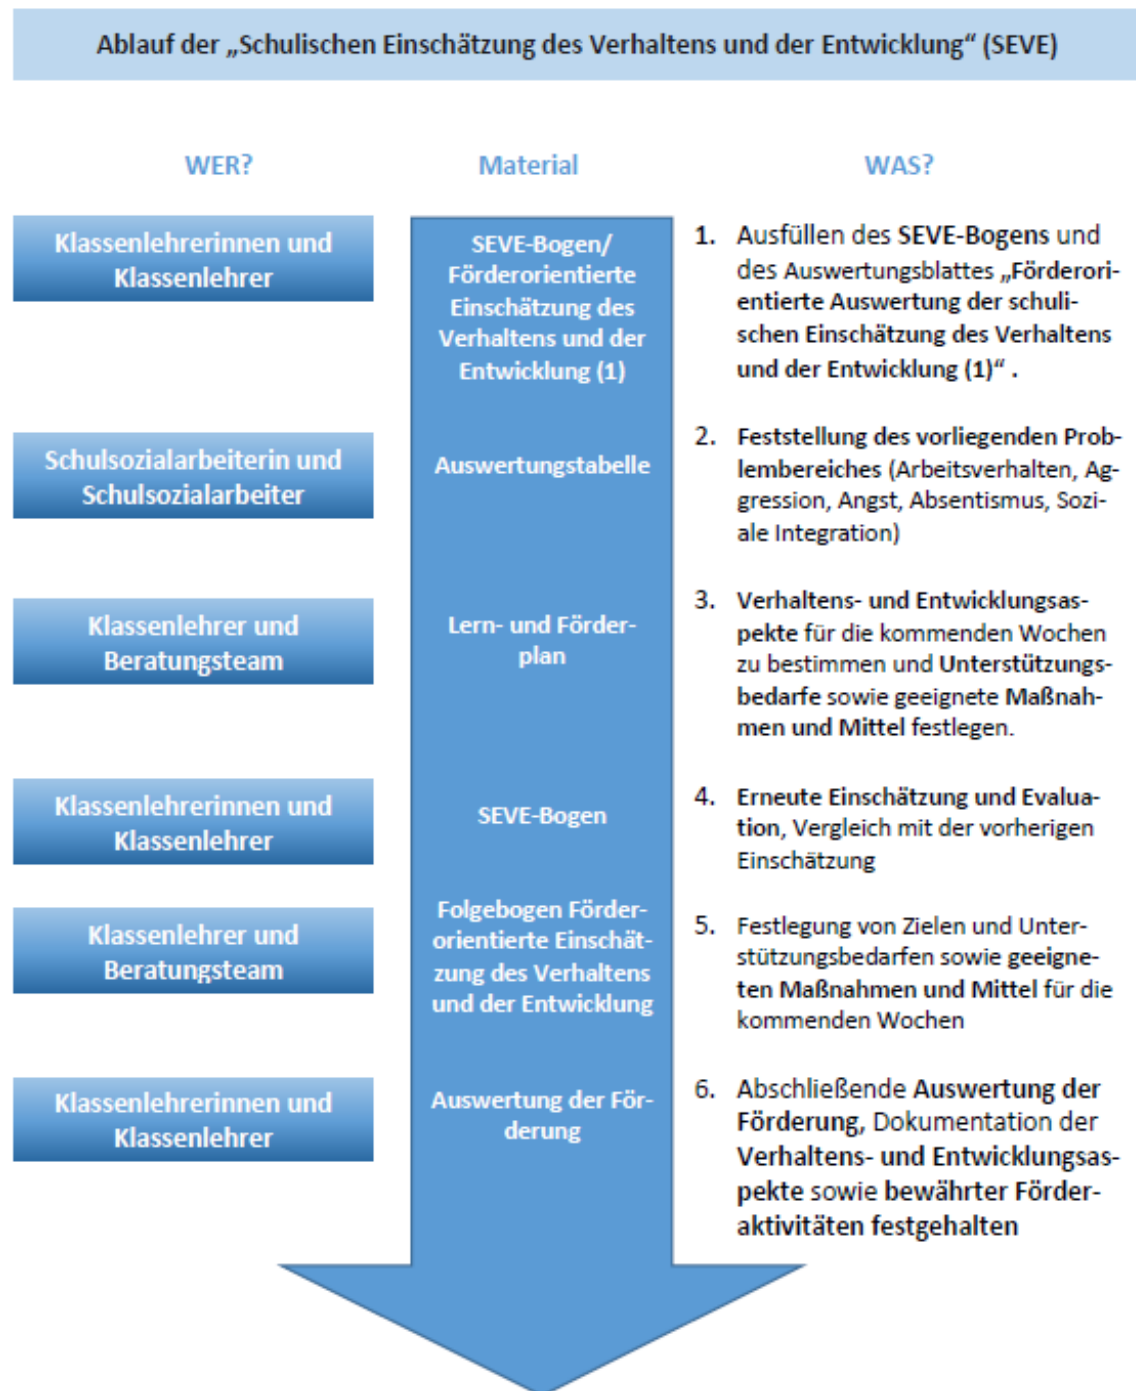 Ablauf der „Schulischen Einschätzung des Verhaltens und der Entwicklung“ (SEVE)
WER?
Material
WAS?
Klassenlehrerinnen und
Klassenlehrer
SEVE-Bogen/
Förderorientierte
Einschätzung des
Verhaltens und der
Entwicklung (1)
1. Ausfüllen des SEVE-Bogens und
des Auswertungsblattes „Förderori-
entierte Auswertung der schuli-
schen Einschätzung des Verhaltens
und der Entwicklung (1)“ .
Schulsozialarbeiterin und
Schulsozialarbeiter
Auswertungstabelle
2. Feststellung des vorliegenden Prob-
lembereiches (Arbeitsverhalten, Ag-
gression, Angst, Absentismus, Sozi-
ale Integration)
Klassenlehrer und
Beratungsteam
Lern- und Förder-
plan
3. Verhaltens- und Entwicklungsas-
pekte für die kommenden Wochen
zu bestimmen und Unterstützungs-
bedarfe sowie geeignete Maßnah-
men und Mittel festlegen.
Klassenlehrerinnen und
Klassenlehrer
SEVE-Bogen
4. Erneute Einschätzung und Evalua-
tion, Vergleich mit der vorherigen
Einschätzung
Klassenlehrer und
Beratungsteam
Folgebogen Förder-
orientierte Einschät-
zung des Verhaltens
und der Entwicklung
5. Festlegung von Zielen und Unter-
stützungsbedarfen sowie geeigne-
ten Maßnahmen und Mittel für die
kommenden Wochen
Klassenlehrerinnen und
Klassenlehrer
Auswertung der För-
derung
6. Abschließende Auswertung der
Förderung, Dokumentation der
Verhaltens- und Entwicklungsas-
pekte sowie bewährter Förder-
aktivitäten festgehalten